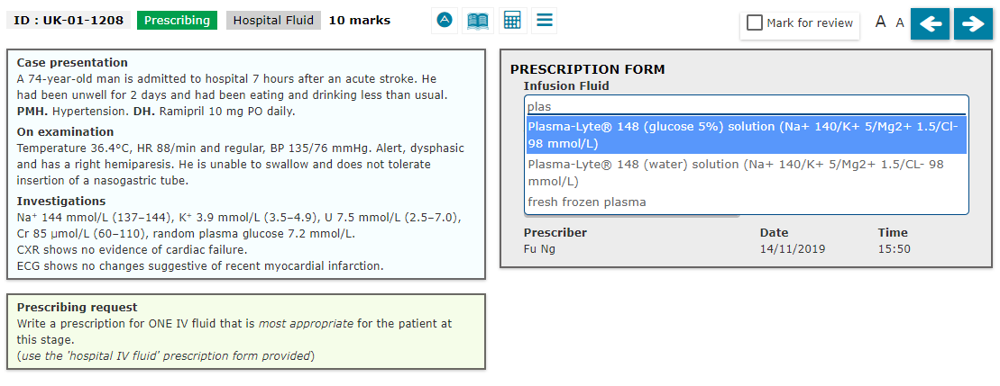 ID : UK-01-1208 Prescribing Hospital Fluid 10 marks A Mark for review A A
Case presentation
A 74-year-old man is admitted to hospital 7 hours after an acute stroke. He
had been unwell for 2 days and had been eating and drinking less than usual.
PMH. Hypertension. DH. Ramipril 10 mg PO daily.
On examination
Temperature 36.4°C, HR 88/min and regular, BP 135/76 mmHg. Alert, dysphasic
and has a right hemiparesis. He is unable to swallow and does not tolerate
insertion of a nasogastric tube.
Investigations
Na⁺ 144 mmol/L (137–144), K⁺ 3.9 mmol/L (3.5–4.9), U 7.5 mmol/L (2.5–7.0),
Cr 85 µmol/L (60–110), random plasma glucose 7.2 mmol/L.
CXR shows no evidence of cardiac failure.
ECG shows no changes suggestive of recent myocardial infarction.
Prescribing request
Write a prescription for ONE IV fluid that is most appropriate for the patient at
this stage.
(use the 'hospital IV fluid' prescription form provided)
PRESCRIPTION FORM
Infusion Fluid
plas
Plasma-Lyte® 148 (glucose 5%) solution (Na+ 140/K+ 5/Mg2+ 1.5/Cl-
98 mmol/L)
Plasma-Lyte® 148 (water) solution (Na+ 140/K+ 5/Mg2+ 1.5/CL- 98
mmol/L)
fresh frozen plasma
Prescriber Date Time
Fu Ng 14/11/2019 15:50